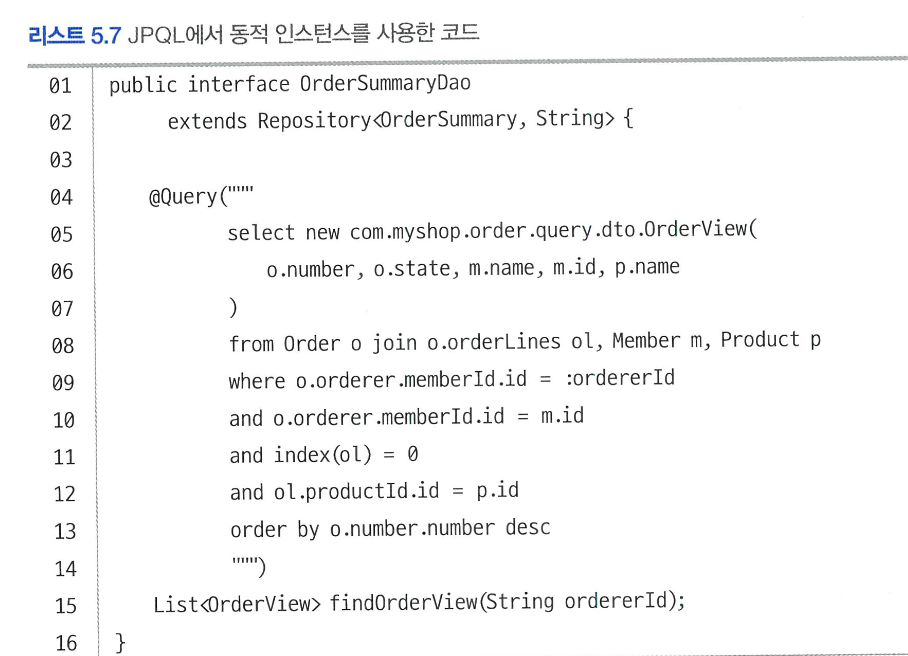 리스트 5.7 JPQL에서 동적 인스턴스를 사용한 코드
01 public interface OrderSummaryDao
02 extends Repository<OrderSummary, String> {
03
04 @Query("""
05 select new com.myshop.order.query.dto.OrderView(
06 o.number, o.state, m.name, m.id, p.name
07 )
08 from Order o join o.orderLines ol, Member m, Product p
09 where o.orderer.memberId.id = :ordererId
10 and o.orderer.memberId.id = m.id
11 and index(ol) = 0
12 and ol.productId.id = p.id
13 order by o.number.number desc
14 """)
15 List<OrderView> findOrderView(String ordererId);
16 }